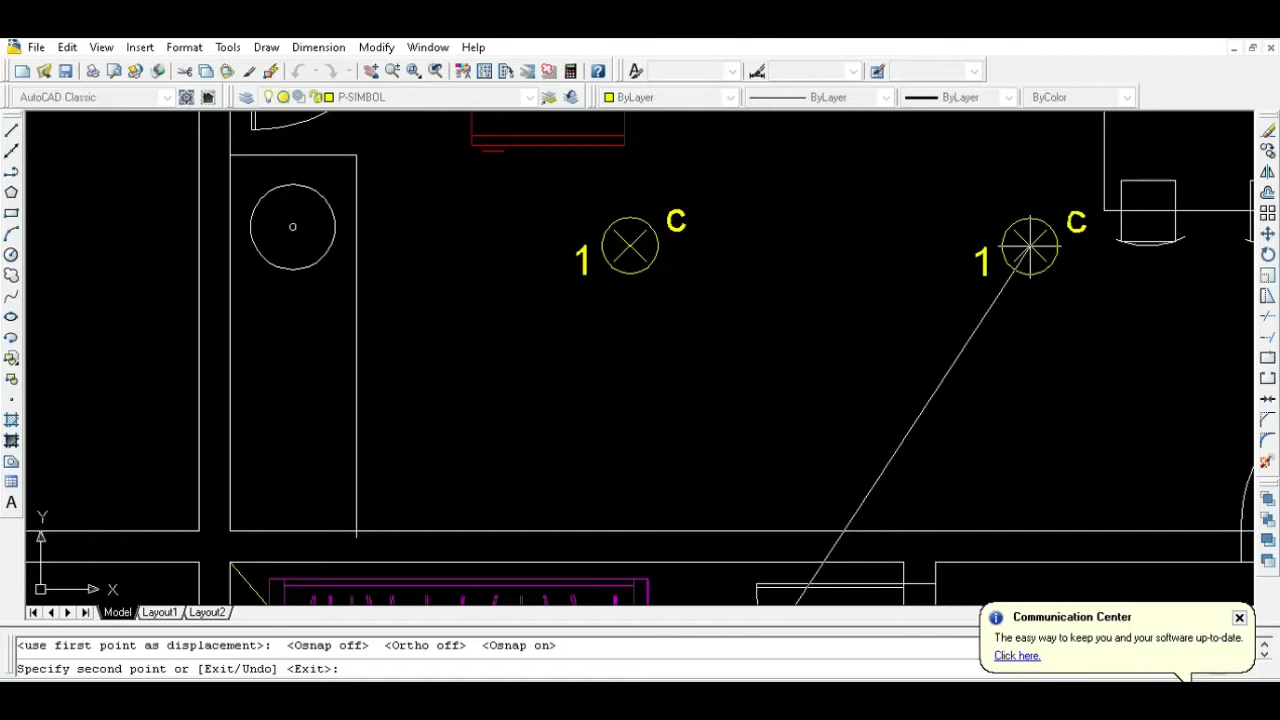 File Edit View Insert Format Tools Draw Dimension Modify Window Help
AutoCAD Classic P-SIMBOL ByLayer ByLayer ByLayer ByColor
C C
1 1
A
Y
X
Model Layout1 Layout2
<use first point as displacement>: <Osnap off> <Ortho off> <Osnap on>
Specify second point or [Exit/Undo] <Exit>:
Communication Center
The easy way to keep you and your software up-to-date.
Click here.